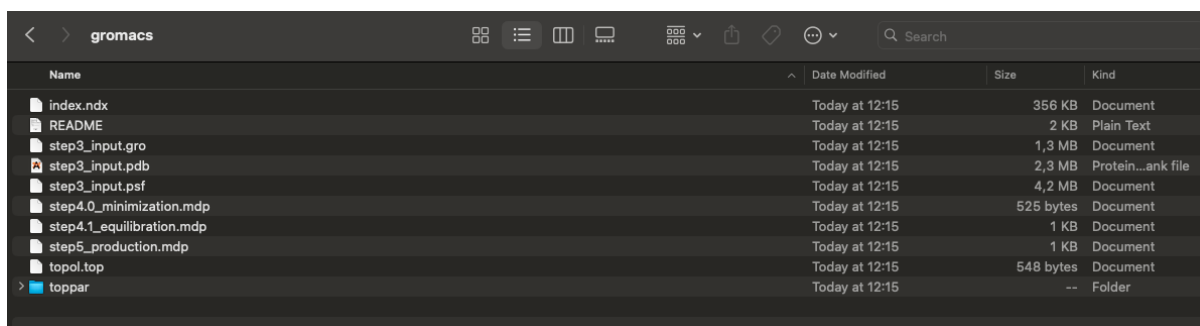 gromacs Search
Name Date Modified Size Kind
index.ndx Today at 12:15 356 KB Document
README Today at 12:15 2 KB Plain Text
step3_input.gro Today at 12:15 1,3 MB Document
step3_input.pdb Today at 12:15 2,3 MB Protein...ank file
step3_input.psf Today at 12:15 4,2 MB Document
step4.0_minimization.mdp Today at 12:15 525 bytes Document
step4.1_equilibration.mdp Today at 12:15 1 KB Document
step5_production.mdp Today at 12:15 1 KB Document
topol.top Today at 12:15 548 bytes Document
toppar Today at 12:15 -- Folder